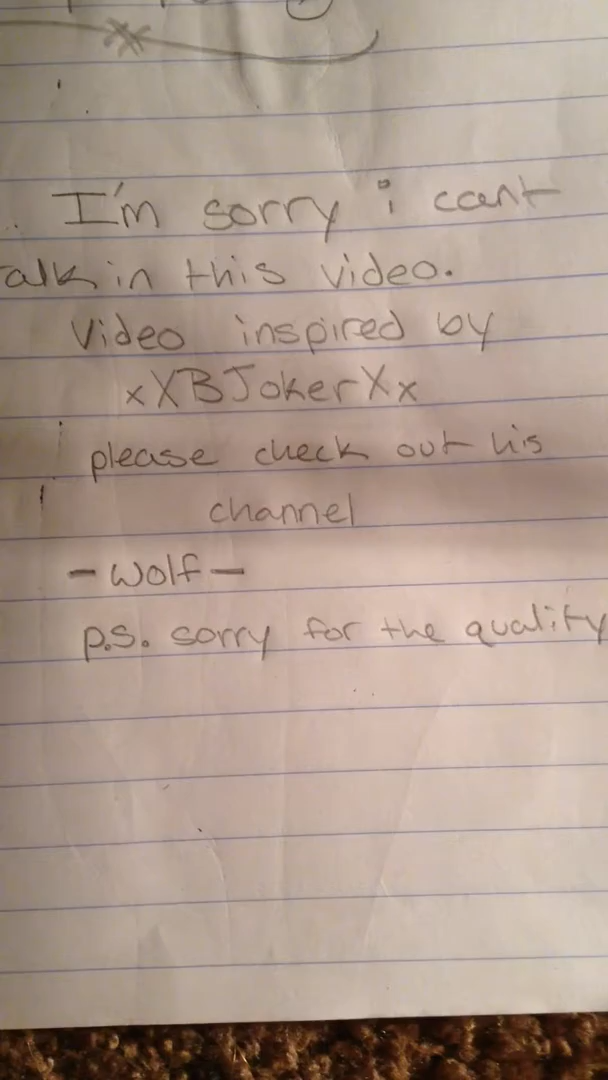 I'm sorry i cant
alk in this video.
Video inspired by
xXBJokerXx
please check out his
channel
- Wolf -
p.s. sorry for the quality